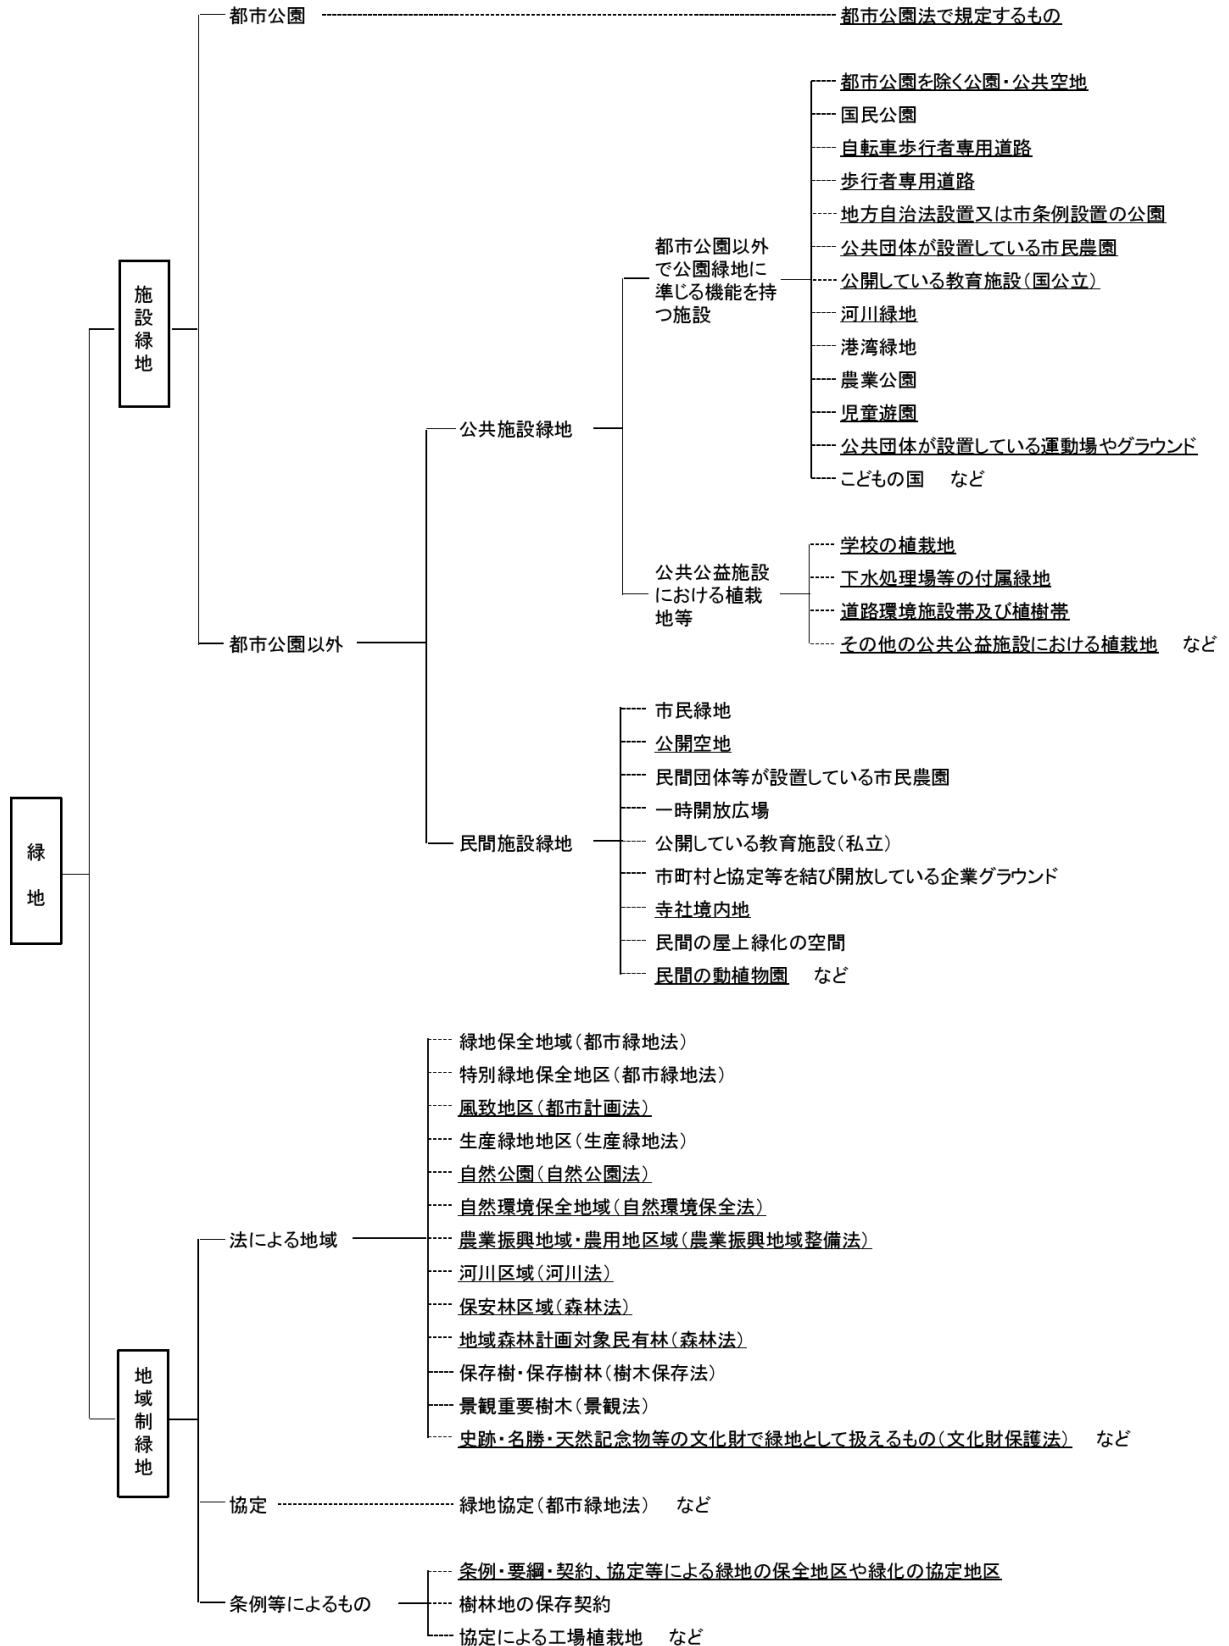 都市公園
都市公園法で規定するもの
都市公園を除く公園・公共空地
国民公園
自転車歩行者専用道路
歩行者専用道路
地方自治法設置又は市条例設置の公園
都市公園以外
で公園緑地に
準じる機能を持
つ施設
公共団体が設置している市民農園
公開している教育施設（国公立）
河川緑地
港湾緑地
農業公園
児童遊園
公共団体が設置している運動場やグラウンド
こどもの国　など
施設緑地
公共施設緑地
学校の植栽地
下水処理場等の付属緑地
道路環境施設帯及び植樹帯
その他の公共公益施設における植栽地　など
公共公益施設
における植栽
地等
都市公園以外
市民緑地
公開空地
民間団体等が設置している市民農園
一時開放広場
公開している教育施設（私立）
市町村と協定等を結び開放している企業グラウンド
寺社境内地
民間の屋上緑化の空間
民間の動植物園　など
民間施設緑地
緑地
緑地保全地域（都市緑地法）
特別緑地保全地区（都市緑地法）
風致地区（都市計画法）
生産緑地地区（生産緑地法）
自然公園（自然公園法）
自然環境保全地域（自然環境保全法）
農業振興地域・農用地区域（農業振興地域整備法）
河川区域（河川法）
保安林区域（森林法）
地域森林計画対象民有林（森林法）
保存樹・保存樹林（樹木保存法）
景観重要樹木（景観法）
史跡・名勝・天然記念物等の文化財で緑地として扱えるもの（文化財保護法）　など
法による地域
地域制緑地
協定
緑地協定（都市緑地法）　など
条例等によるもの
条例・要綱・契約、協定等による緑地の保全地区や緑化の協定地区
樹林地の保存契約
協定による工場植栽地　など